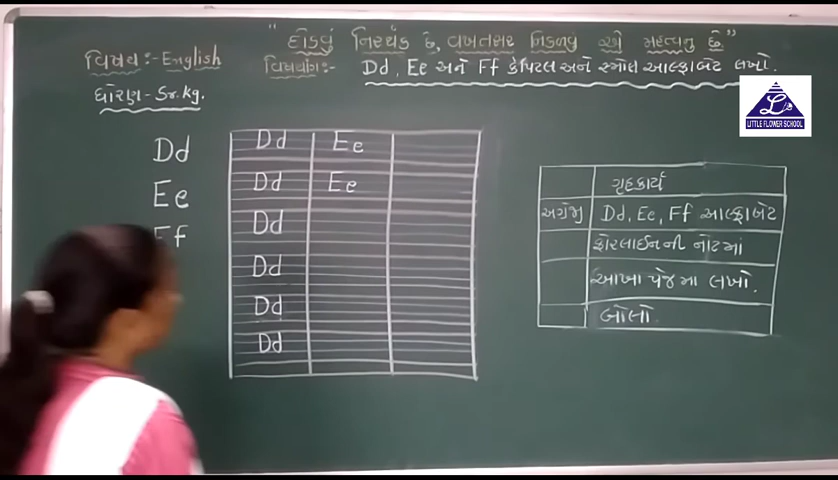 "દોડવું નિરર્થક છે, વખતસર નિકળવુ એ મહત્વનુ છે."
વિષય :- English
વિષયાંગ:- Dd, Ee અને Ff કેપિટલ અને સ્મોલ આલ્ફાબેટ લખો.
ધોરણ - Sr.kg.
LITTLE FLOWER SCHOOL
Dd
Ee
Ff
Dd Ee
Dd Ee
Dd
Dd
Dd
Dd
ગૃહકાર્ય
અંગ્રેજી Dd, Ee, Ff આલ્ફાબેટ
ફોરલાઈન ની નોટમાં
આખા પેજ મા લખો.
બોલો.